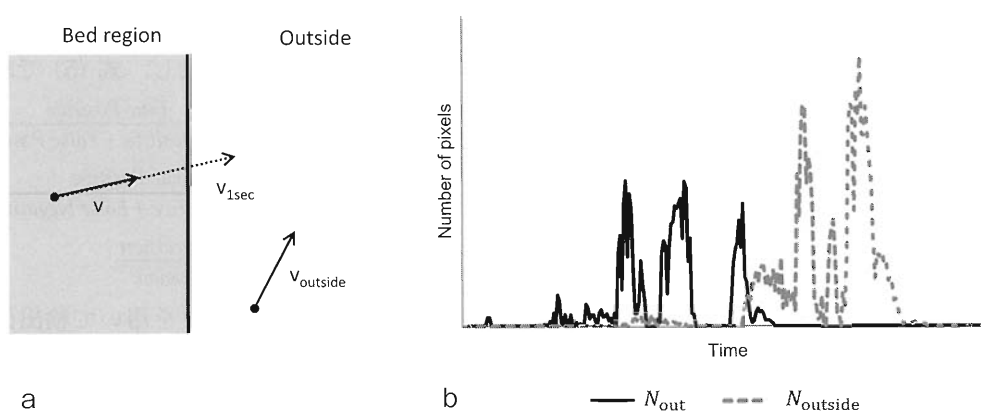 Bed region
Outside
v
v1sec
voutside
a
Number of pixels
Time
b
Nout
Noutside